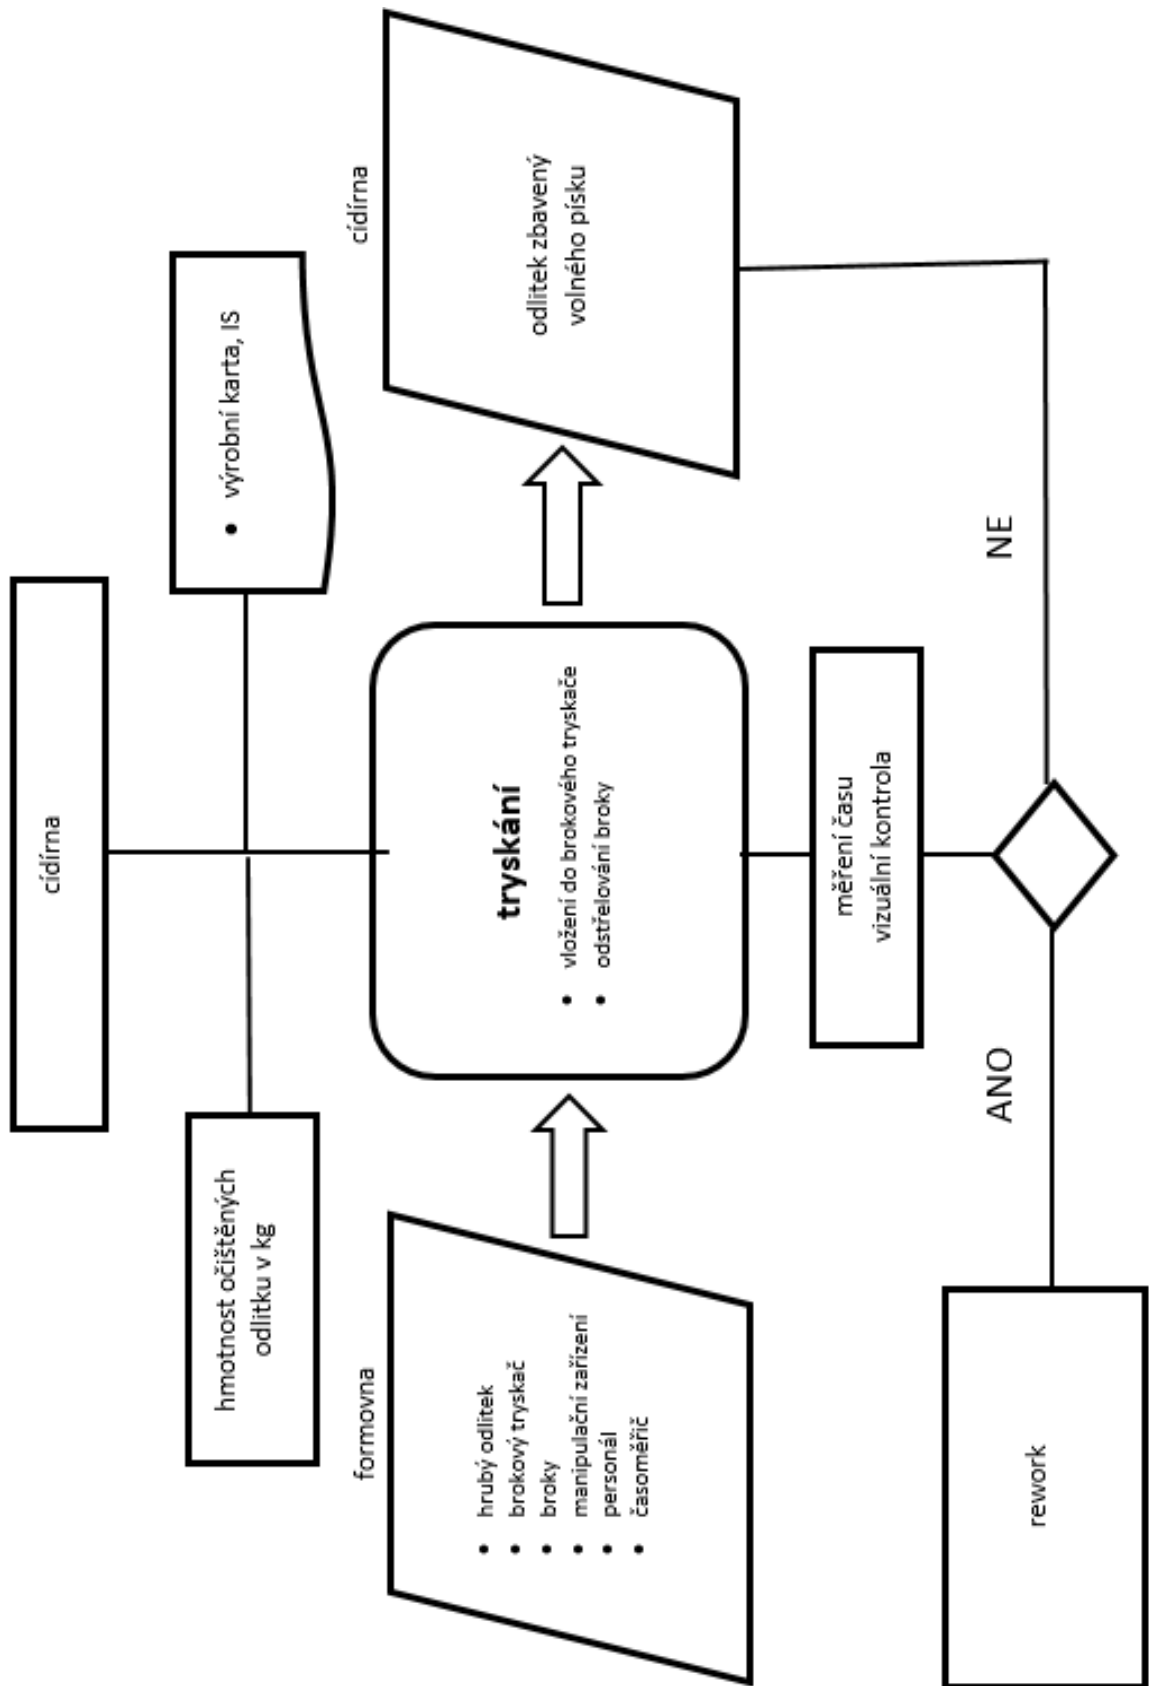 cídírna
hmotnost očištěných
odlitku v kg
• výrobní karta, IS
formovna
• hrubý odlitek
• brokový tryskač
• broky
• manipulační zařízení
• personál
• časoměřič
tryskání
• vložení do brokového tryskače
• odstřelování broky
cídírna
odlitek zbavený
volného písku
měření času
vizuální kontrola
ANO
NE
rework